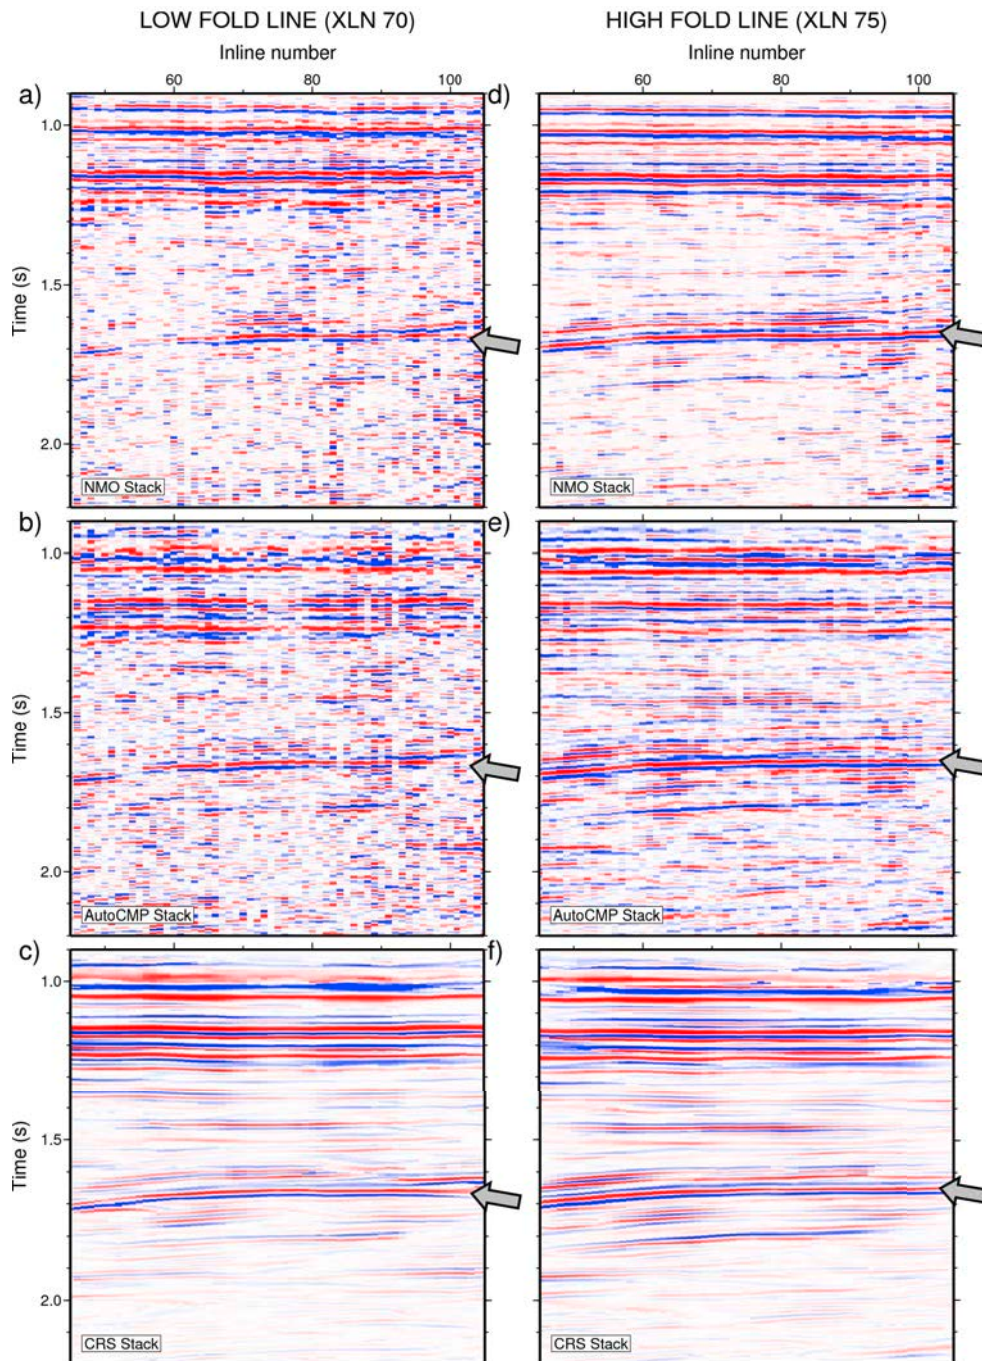 LOW FOLD LINE (XLN 70)
HIGH FOLD LINE (XLN 75)
Inline number
Inline number
60 80 100
60 80 100
a)
d)
1.0
1.5
2.0
Time (s)
NMO Stack
NMO Stack
b)
e)
1.0
1.5
2.0
Time (s)
AutoCMP Stack
AutoCMP Stack
c)
f)
1.0
1.5
2.0
Time (s)
CRS Stack
CRS Stack